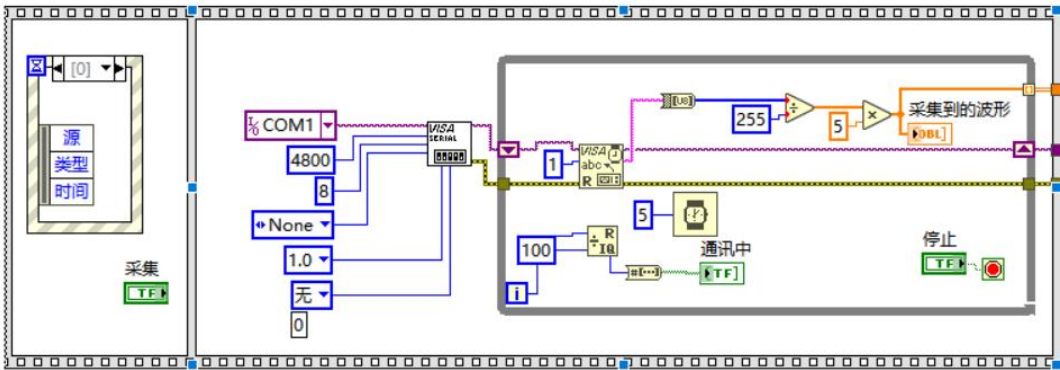 [0]
源
类型
时间
采集
TF
COM1
4800
8
None
1.0
无
0
VISA
SERIAL
1
VISA
abc
R
[U8]
255
÷
5
×
采集到的波形
DBL]
5
100
R
÷
IQ
i
#[...]
通讯中
TF]
停止
TF